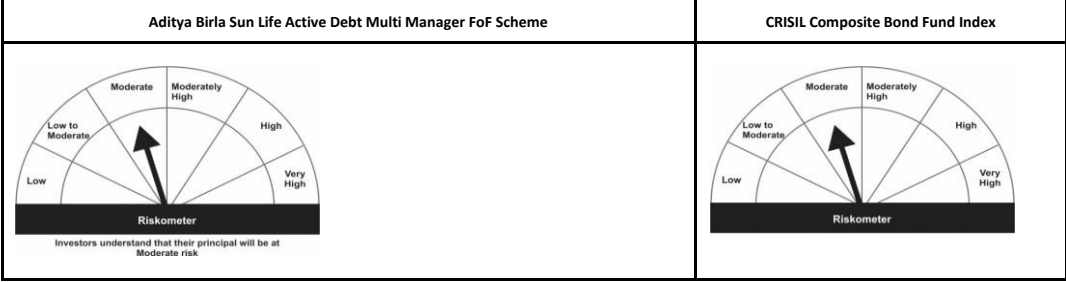 Aditya Birla Sun Life Active Debt Multi Manager FoF Scheme
CRISIL Composite Bond Fund Index
Moderate
Moderately
High
Low to
Moderate
High
Low
Very
High
Riskometer
Investors understand that their principal will be at
Moderate risk
Moderate
Moderately
High
Low to
Moderate
High
Low
Very
High
Riskometer